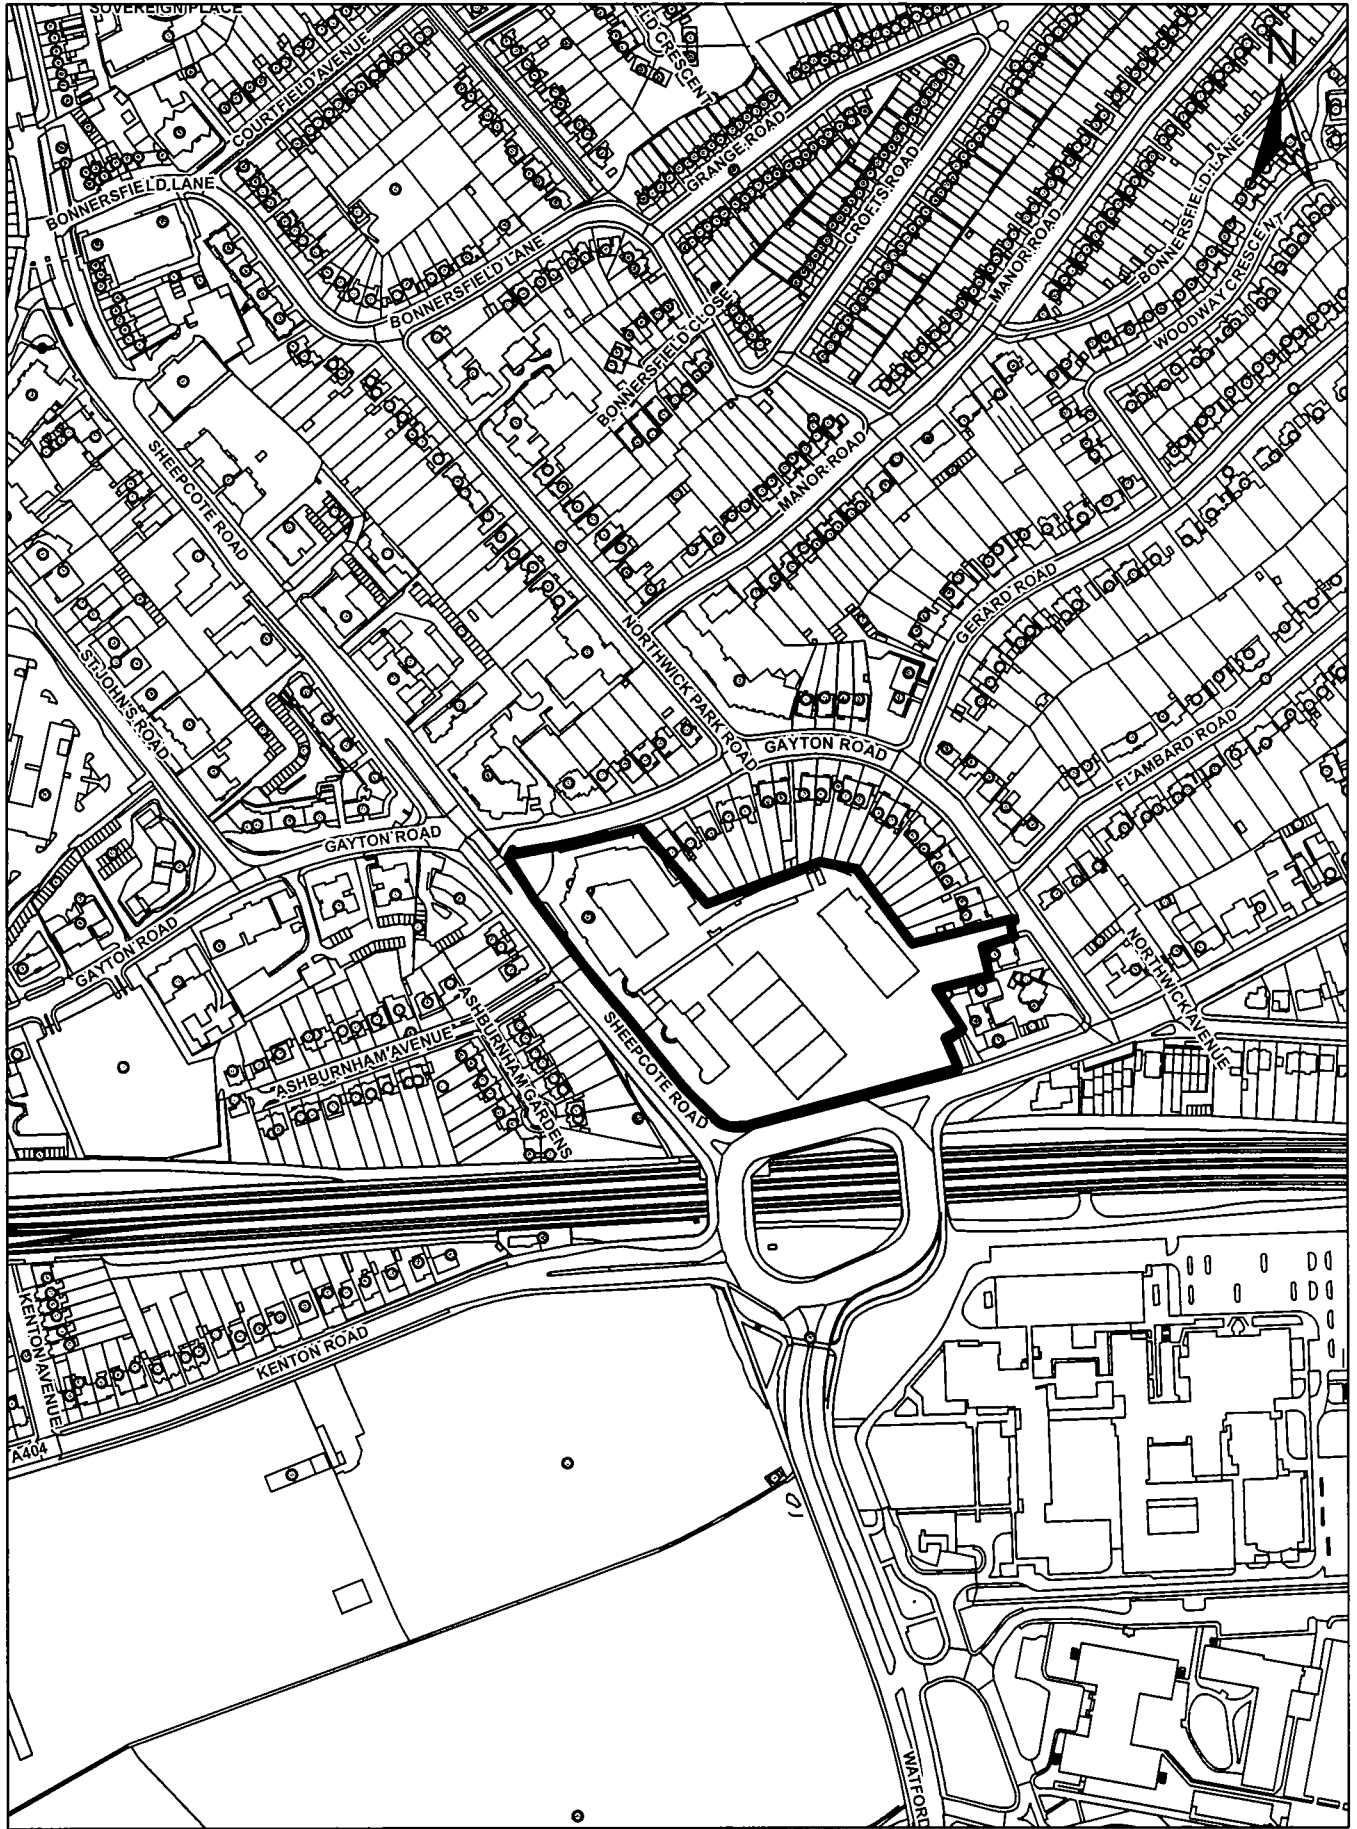 SOVEREIGN PLACE
COURTFIELD AVENUE
FIELD CRESCENT
N
GRANGE ROAD
BONNERSFIELD LANE
CROFTS ROAD
MANOR ROAD
BONNERSFIELD LANE
WOODWAY CRESCENT
BONNERSFIELD LANE
BONNERSFIELD CLOSE
SHEEPCOTE ROAD
MANOR ROAD
ST. JOHN'S ROAD
NORTHWICK PARK ROAD
GERARD ROAD
GAYTON ROAD
FLAMBARD ROAD
GAYTON ROAD
GAYTON ROAD
NORTHWICK AVENUE
ASHBURNHAM AVENUE
ASHBURNHAM GARDENS
SHEEPCOTE ROAD
KENTON AVENUE
KENTON ROAD
A404
WATFORD